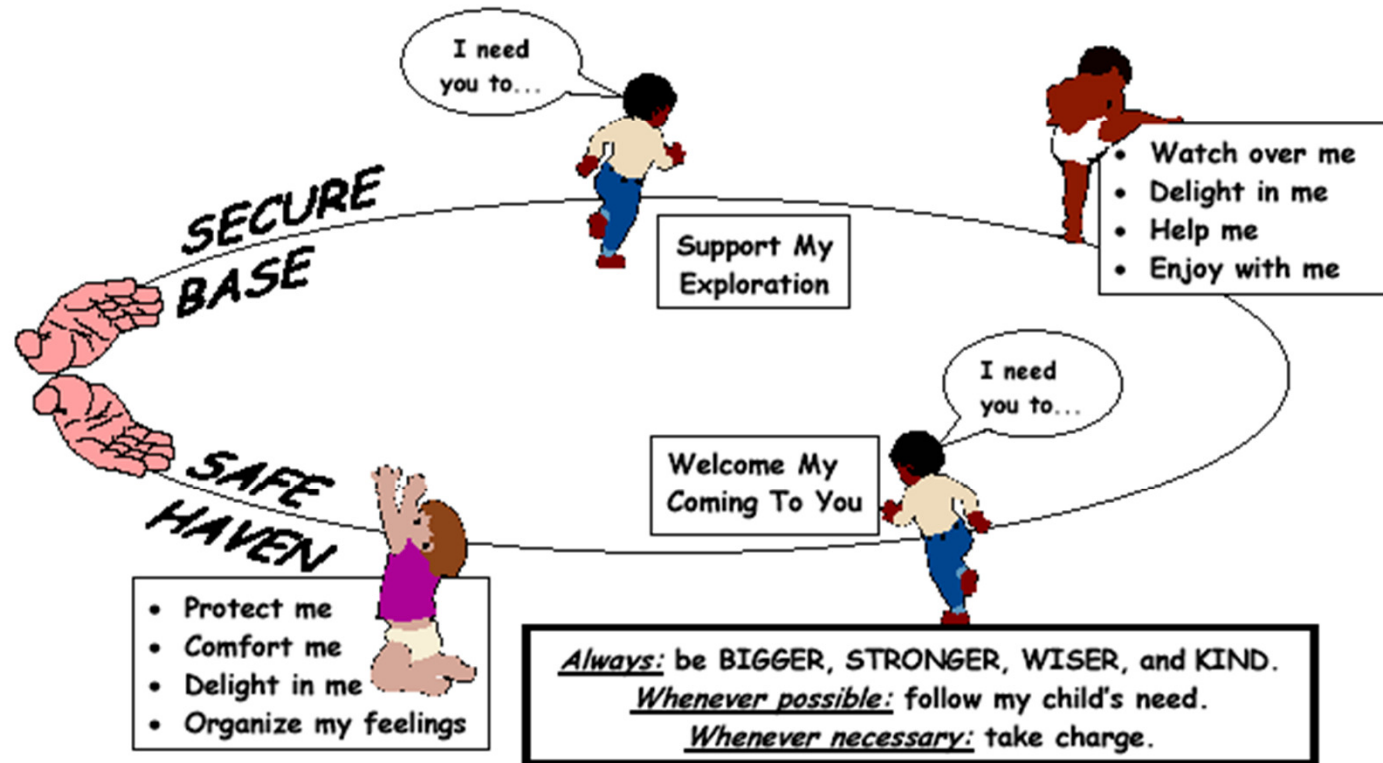 I need
you to...
SECURE
BASE
Support My
Exploration
• Watch over me
• Delight in me
• Help me
• Enjoy with me
I need
you to...
Welcome My
Coming To You
SAFE
HAVEN
• Protect me
• Comfort me
• Delight in me
• Organize my feelings
Always: be BIGGER, STRONGER, WISER, and KIND.
Whenever possible: follow my child's need.
Whenever necessary: take charge.